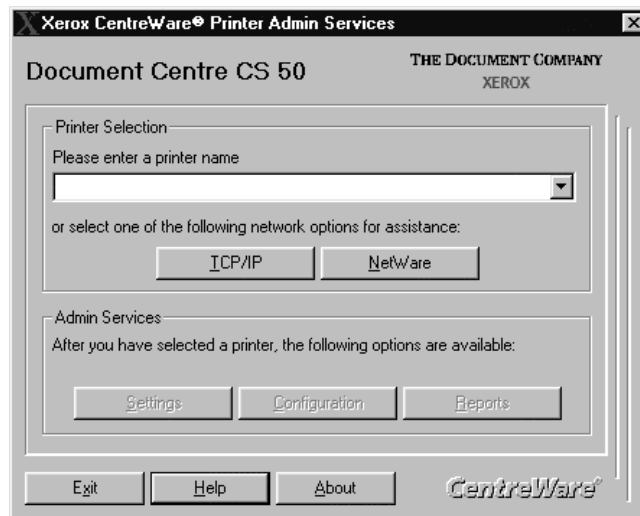 Xerox CentreWare® Printer Admin Services
Document Centre CS 50
THE DOCUMENT COMPANY
XEROX
Printer Selection
Please enter a printer name
or select one of the following network options for assistance:
TCP/IP NetWare
Admin Services
After you have selected a printer, the following options are available:
Settings Configuration Reports
Exit Help About CentreWare®